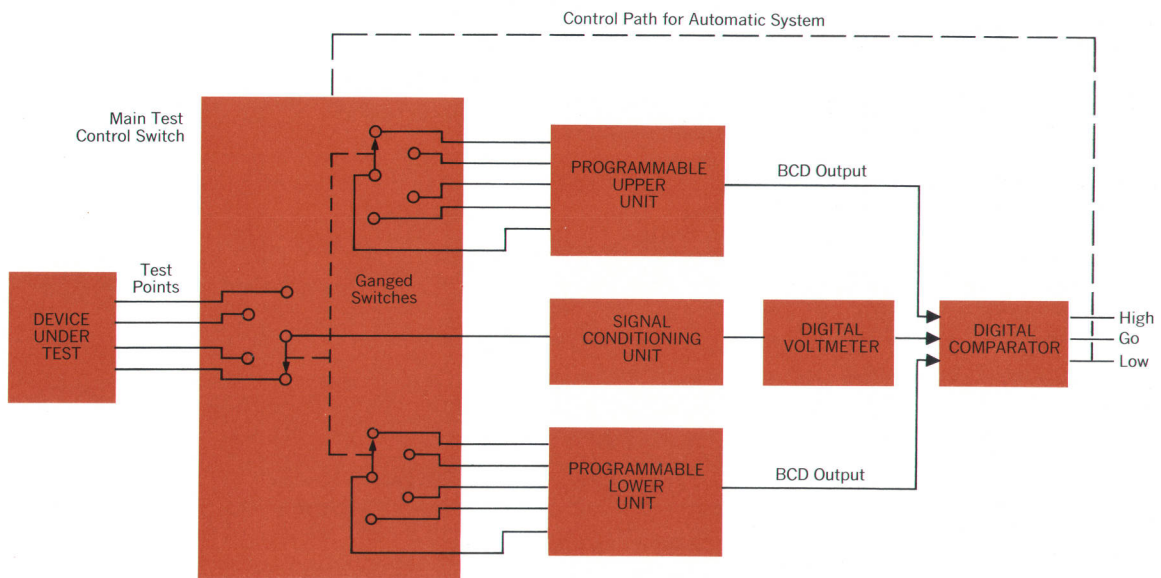 Control Path for Automatic System
Main Test
Control Switch
PROGRAMMABLE
UPPER
UNIT
BCD Output
Test
Points
Ganged
Switches
DEVICE
UNDER
TEST
SIGNAL
CONDITIONING
UNIT
DIGITAL
VOLTMETER
DIGITAL
COMPARATOR
High
Go
Low
PROGRAMMABLE
LOWER
UNIT
BCD Output